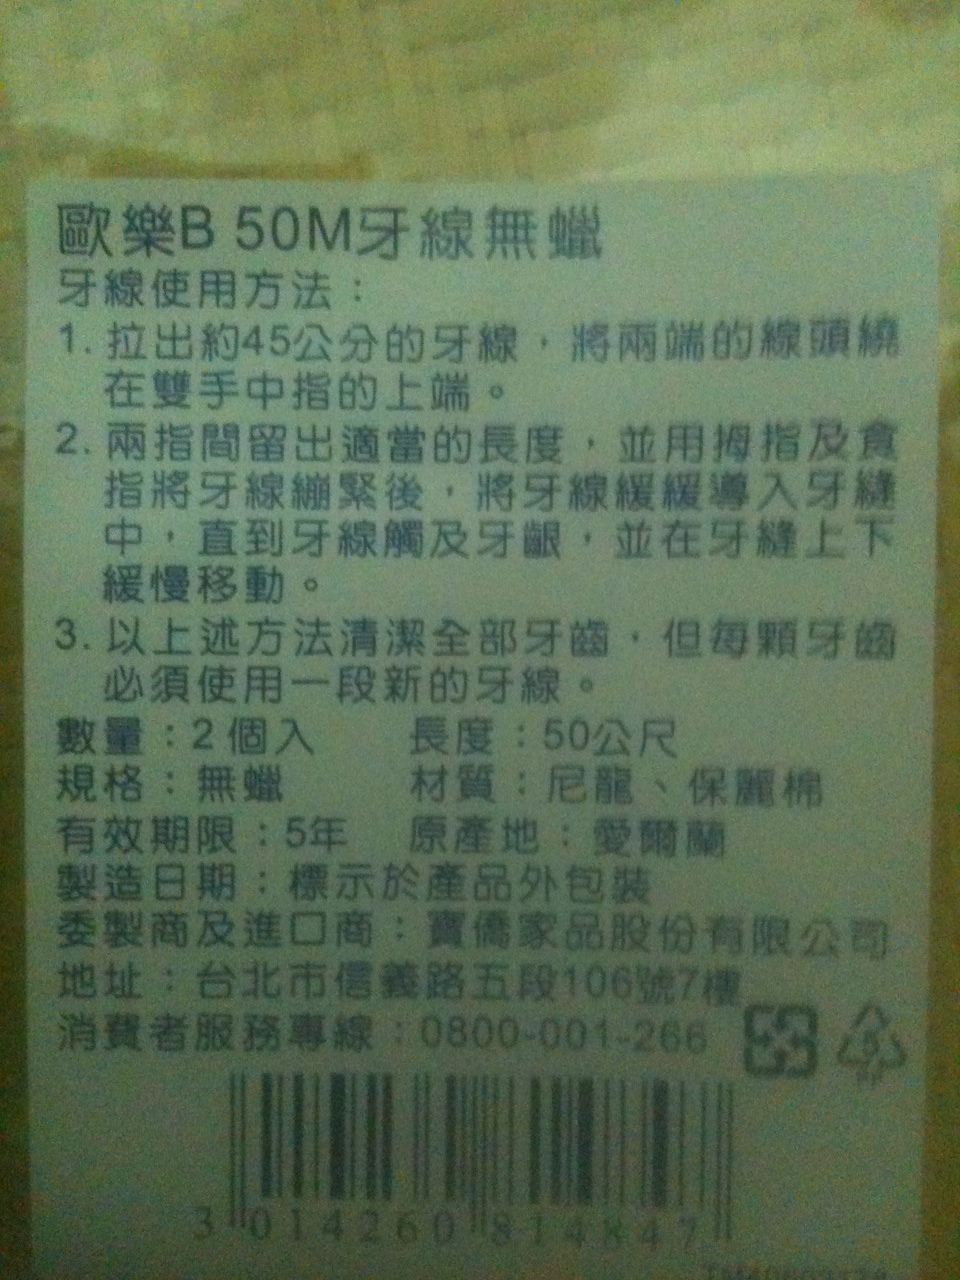 歐樂B 50M牙線無蠟
牙線使用方法：
1. 拉出約45公分的牙線，將兩端的線頭繞
在雙手中指的上端。
2. 兩指間留出適當的長度，並用拇指及食
指將牙線繃緊後，將牙線緩緩導入牙縫
中，直到牙線觸及牙齦，並在牙縫上下
緩慢移動。
3. 以上述方法清潔全部牙齒，但每顆牙齒
必須使用一段新的牙線。
數量：2個入 長度：50公尺
規格：無蠟 材質：尼龍、保麗棉
有效期限：5年 原產地：愛爾蘭
製造日期：標示於產品外包裝
委製商及進口商：寶僑家品股份有限公司
地址：台北市信義路五段106號7樓
消費者服務專線：0800-001-266
3 014260 814847